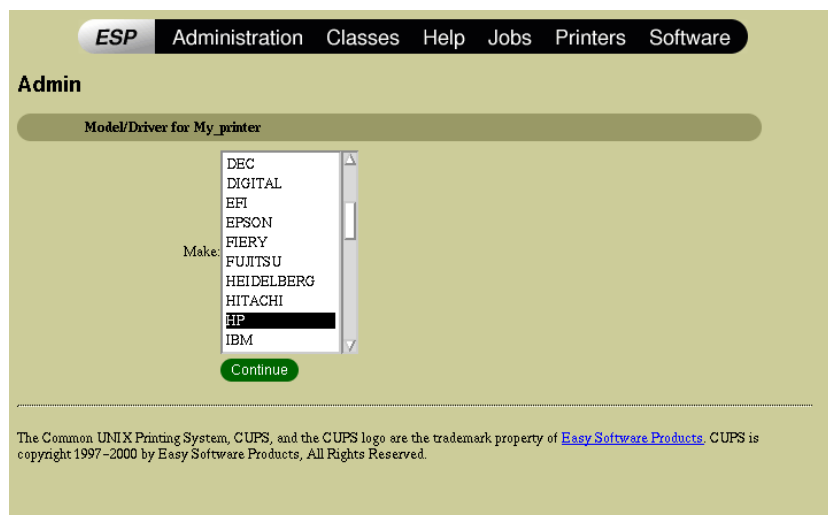 ESP Administration Classes Help Jobs Printers Software
Admin
Model/Driver for My_printer
Make:
DEC
DIGITAL
EFI
EPSON
FIERY
FUJITSU
HEIDELBERG
HITACHI
HP
IBM
Continue
The Common UNIX Printing System, CUPS, and the CUPS logo are the trademark property of Easy Software Products. CUPS is
copyright 1997-2000 by Easy Software Products, All Rights Reserved.